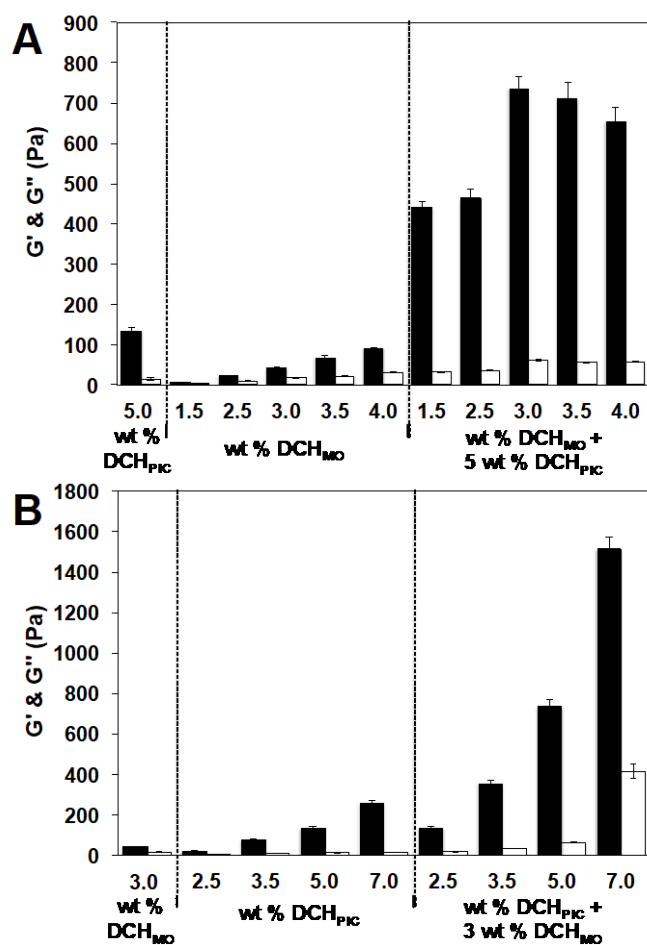 A
G' & G" (Pa)
900
800
700
600
500
400
300
200
100
0
5.0 1.5 2.5 3.0 3.5 4.0 1.5 2.5 3.0 3.5 4.0
wt %
DCHPIC
wt % DCHMO
wt % DCHMO +
5 wt % DCHPIC
B
G' & G" (Pa)
1800
1600
1400
1200
1000
800
600
400
200
0
3.0 2.5 3.5 5.0 7.0 2.5 3.5 5.0 7.0
wt %
DCHMO
wt % DCHPIC
wt % DCHPIC +
3 wt % DCHMO